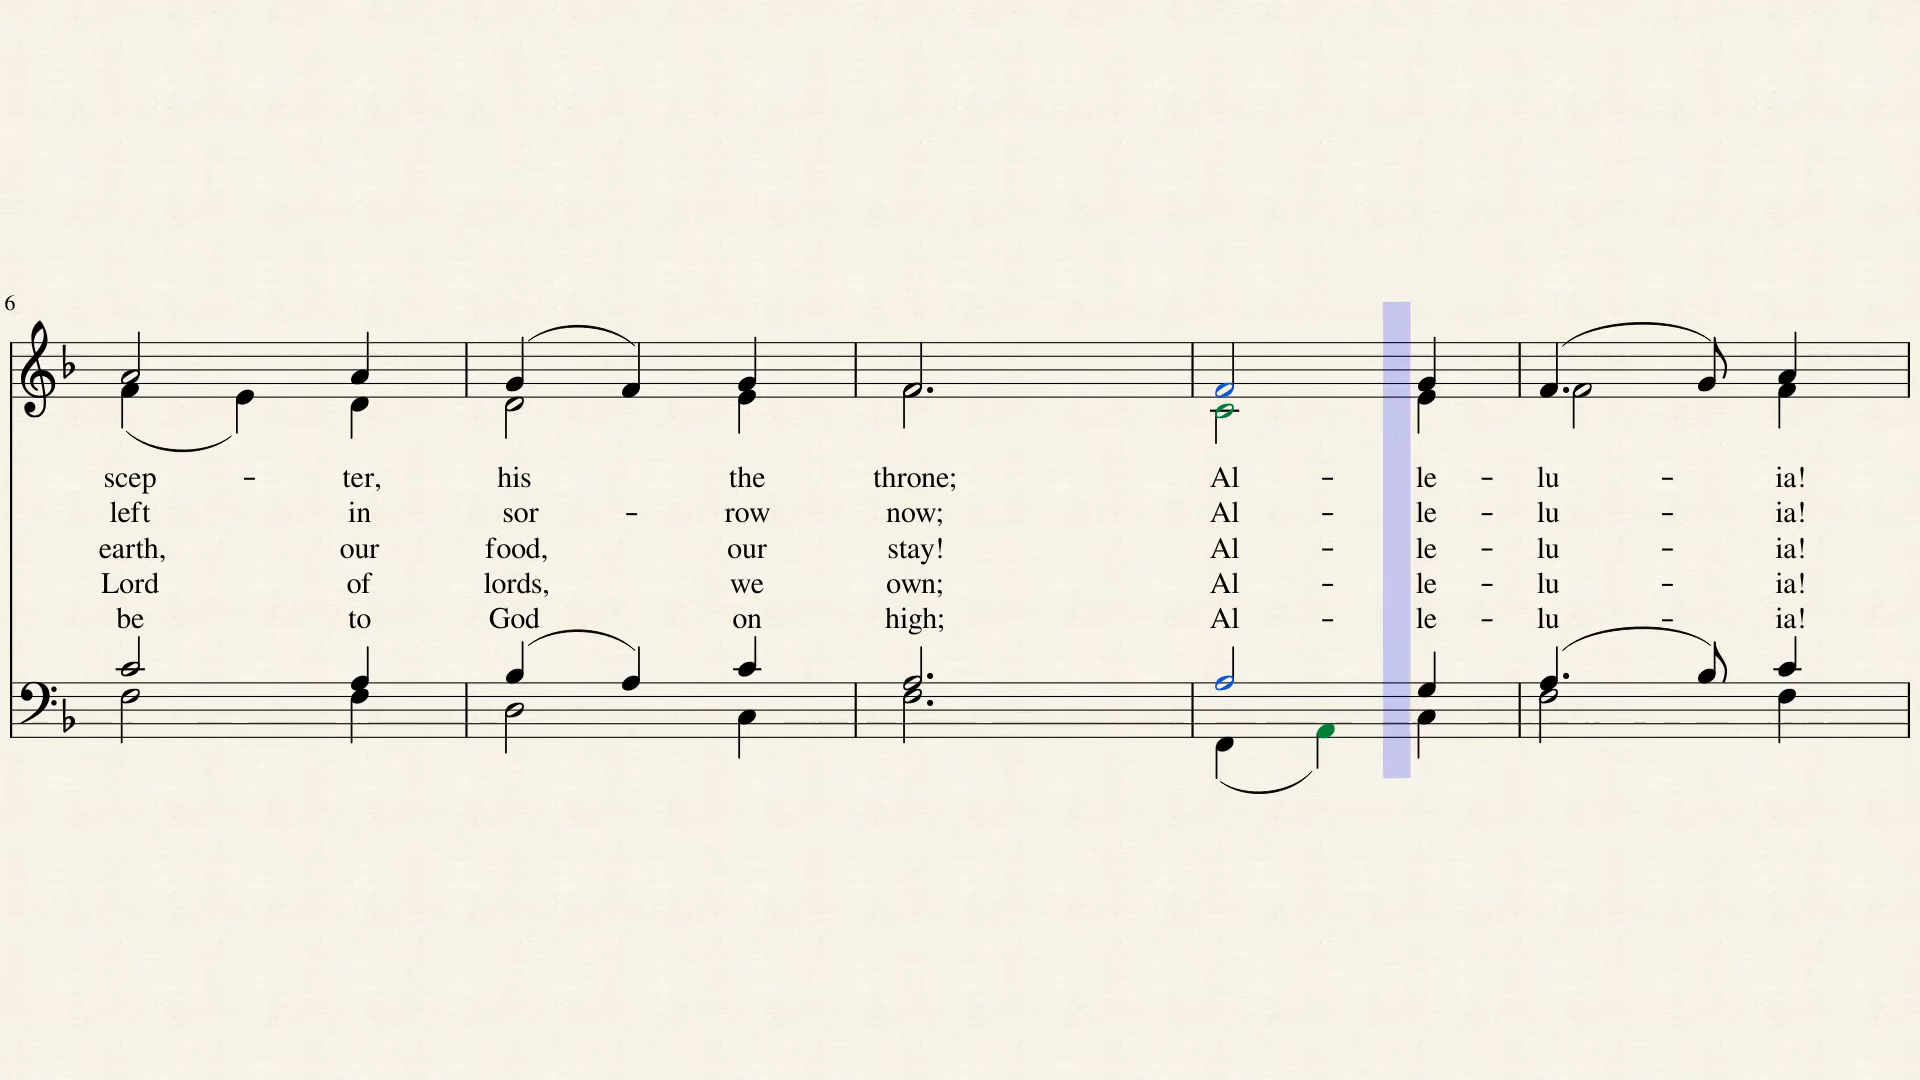 6
scep - ter, his the throne; Al - le - lu - ia!
left in sor - row now; Al - le - lu - ia!
earth, our food, our stay! Al - le - lu - ia!
Lord of lords, we own; Al - le - lu - ia!
be to God on high; Al - le - lu - ia!